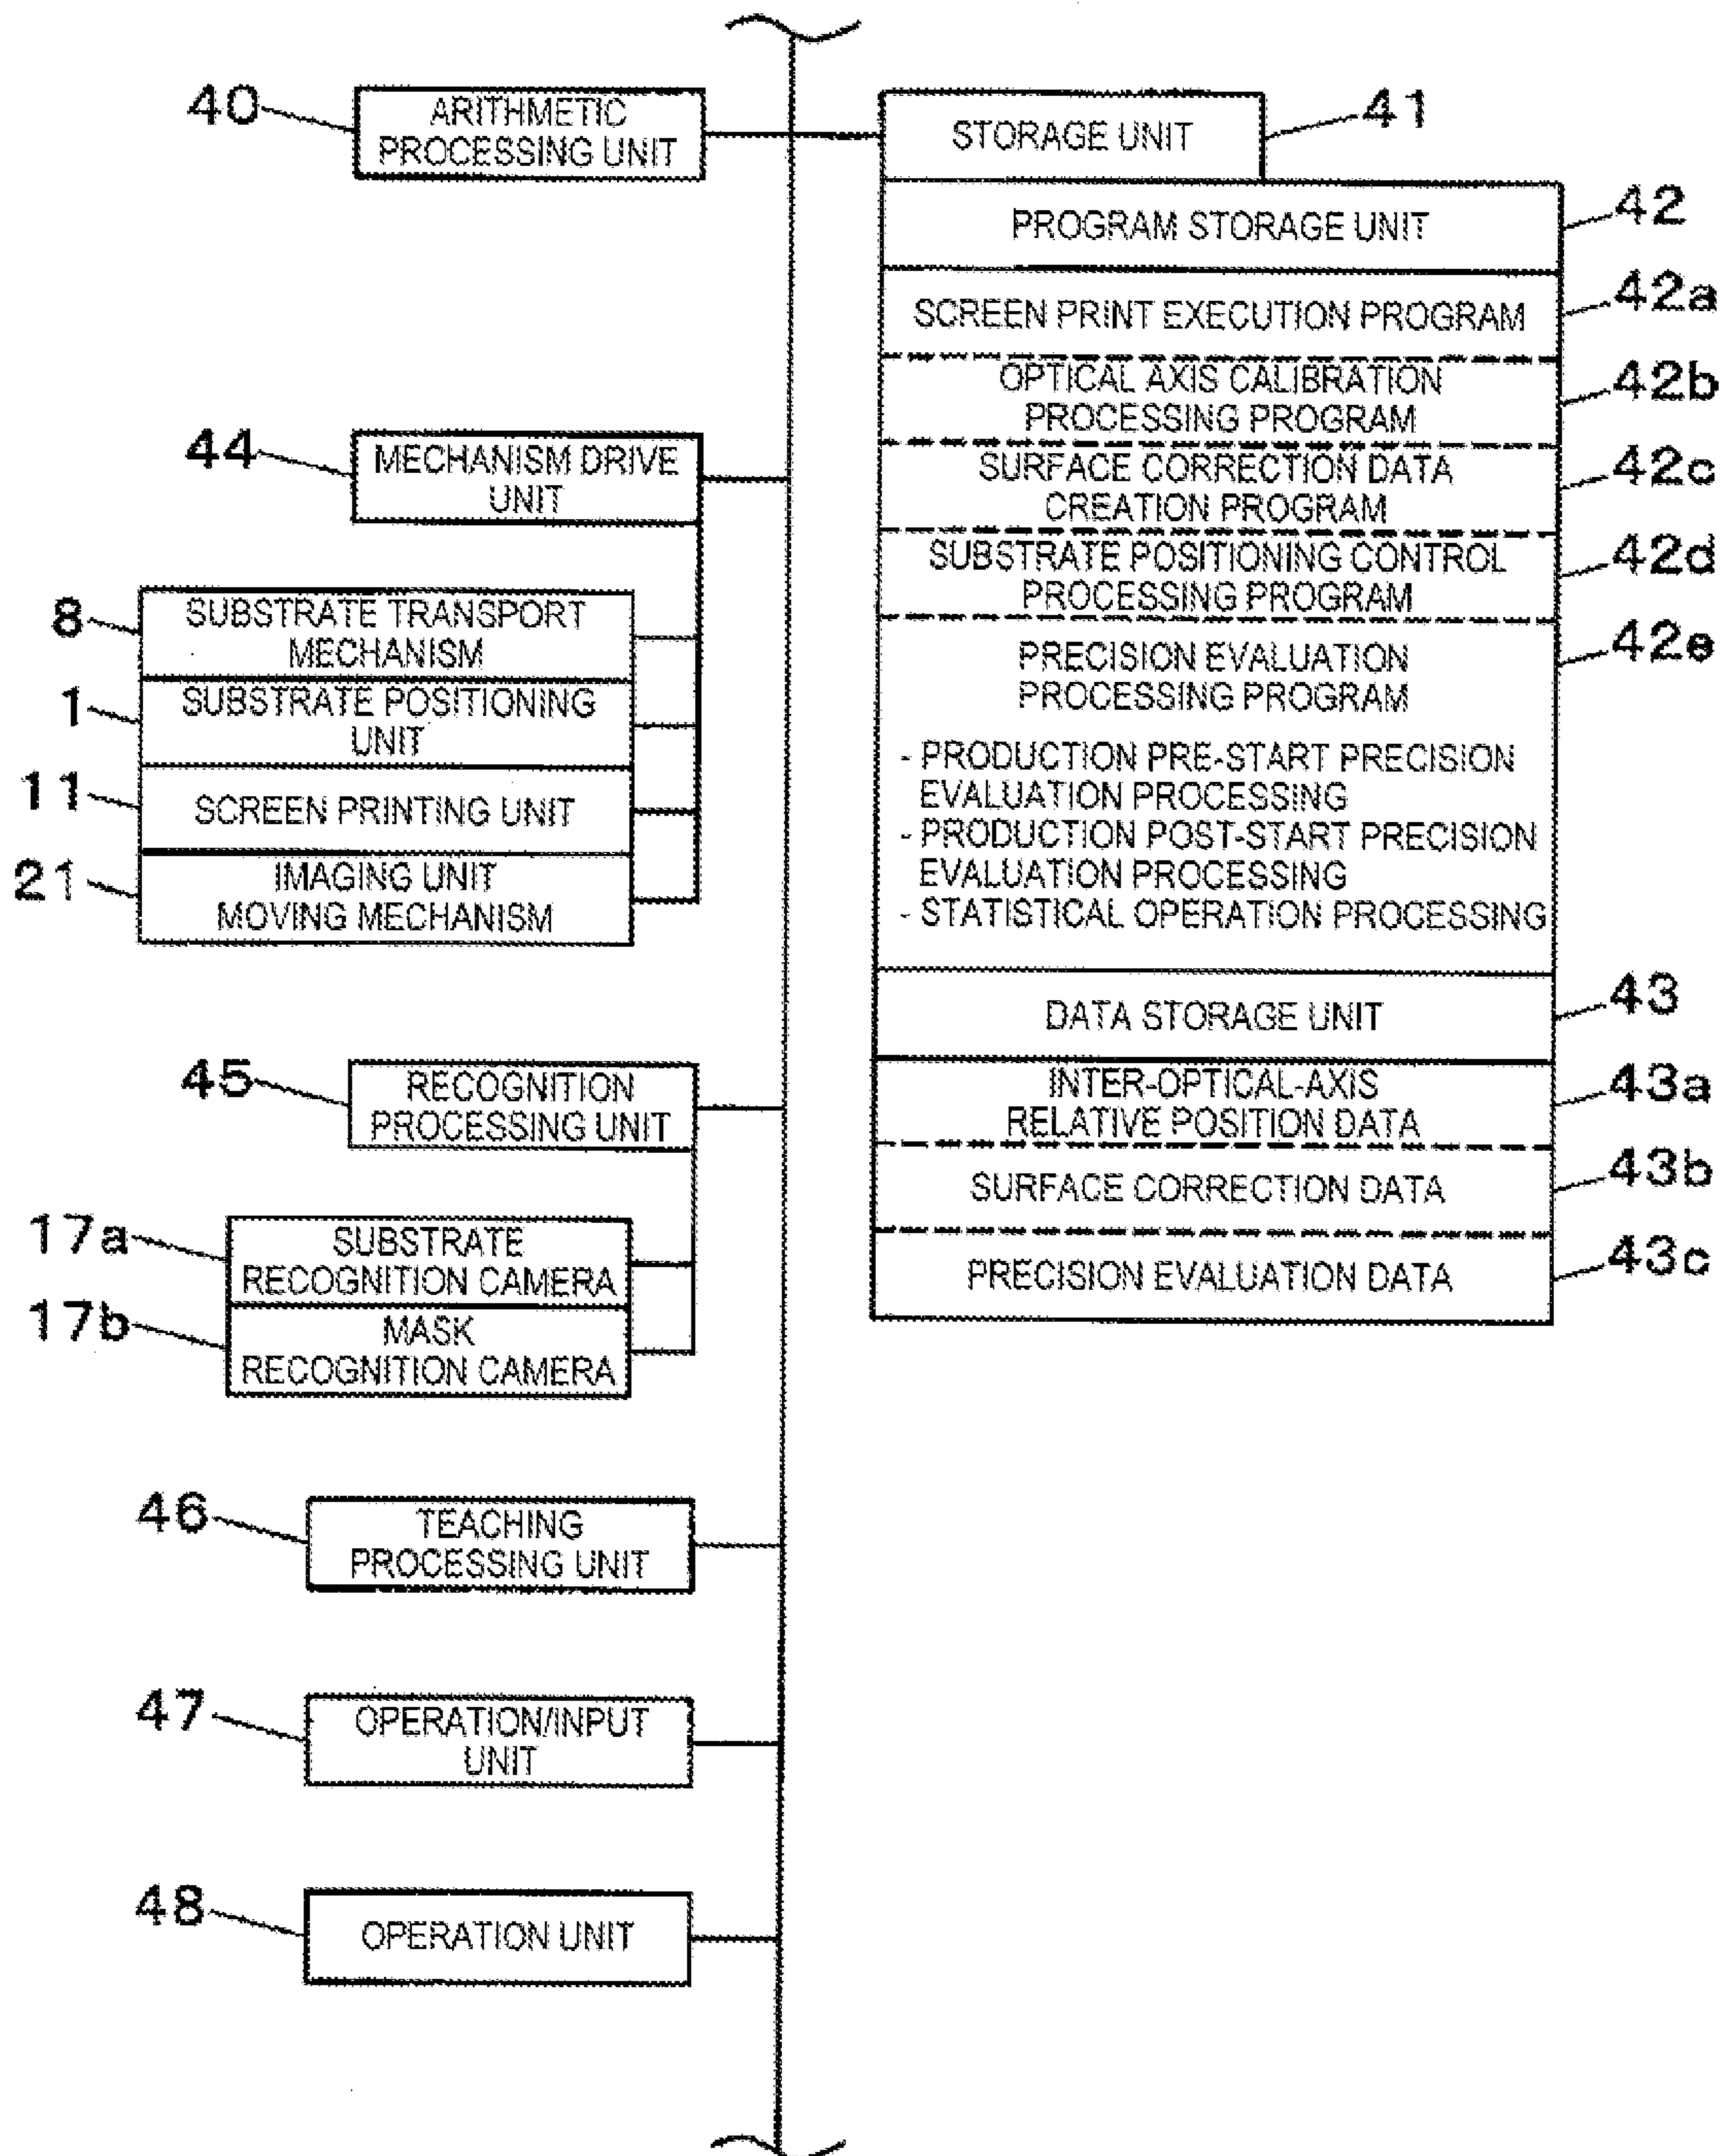 40
ARITHMETIC
PROCESSING UNIT
STORAGE UNIT
41
PROGRAM STORAGE UNIT
42
SCREEN PRINT EXECUTION PROGRAM
42a
OPTICAL AXIS CALIBRATION
PROCESSING PROGRAM
42b
SURFACE CORRECTION DATA
CREATION PROGRAM
42c
SUBSTRATE POSITIONING CONTROL
PROCESSING PROGRAM
42d
PRECISION EVALUATION
PROCESSING PROGRAM
42e
- PRODUCTION PRE-START PRECISION
EVALUATION PROCESSING
- PRODUCTION POST-START PRECISION
EVALUATION PROCESSING
- STATISTICAL OPERATION PROCESSING
DATA STORAGE UNIT
43
INTER-OPTICAL-AXIS
RELATIVE POSITION DATA
43a
SURFACE CORRECTION DATA
43b
PRECISION EVALUATION DATA
43c
44
MECHANISM DRIVE
UNIT
8
SUBSTRATE TRANSPORT
MECHANISM
1
SUBSTRATE POSITIONING
UNIT
11
SCREEN PRINTING UNIT
21
IMAGING UNIT
MOVING MECHANISM
45
RECOGNITION
PROCESSING UNIT
17a
SUBSTRATE
RECOGNITION CAMERA
17b
MASK
RECOGNITION CAMERA
46
TEACHING
PROCESSING UNIT
47
OPERATION/INPUT
UNIT
48
OPERATION UNIT